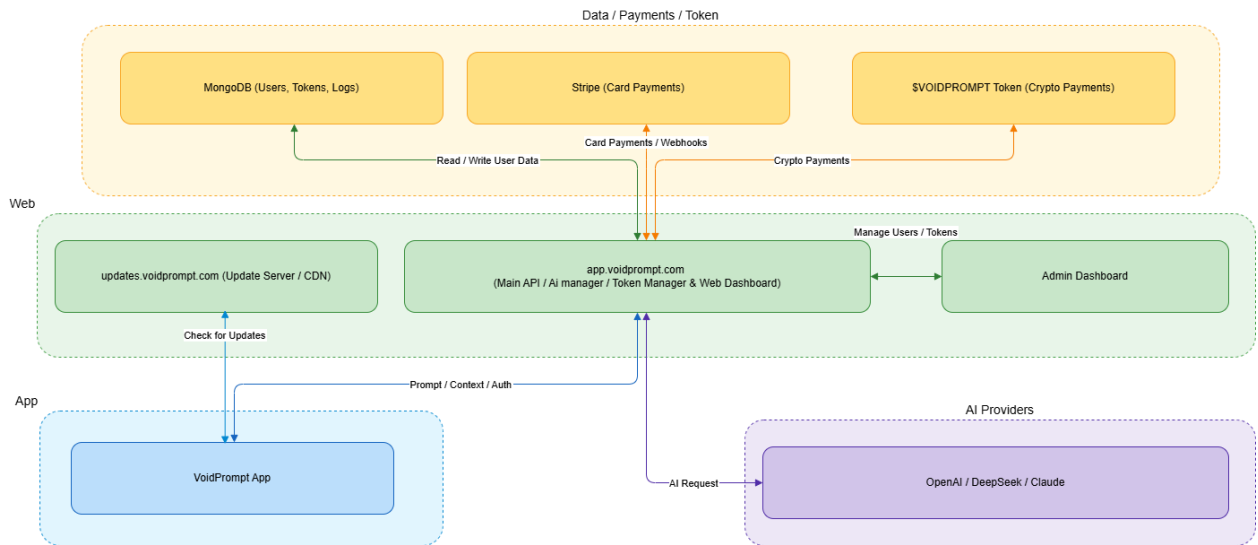 Data / Payments / Token
MongoDB (Users, Tokens, Logs)
Stripe (Card Payments)
$VOIDPROMPT Token (Crypto Payments)
Card Payments / Webhooks
Read / Write User Data
Crypto Payments
Web
Manage Users / Tokens
updates.voidprompt.com (Update Server / CDN)
app.voidprompt.com
(Main API / Ai manager / Token Manager & Web Dashboard)
Admin Dashboard
Check for Updates
Prompt / Context / Auth
App
AI Providers
VoidPrompt App
AI Request
OpenAI / DeepSeek / Claude